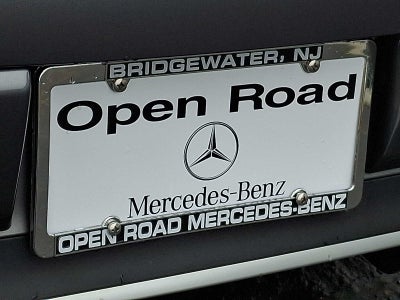 BRIDGEWATER, NJ
Open Road
Mercedes-Benz
OPEN ROAD MERCEDES-BENZ